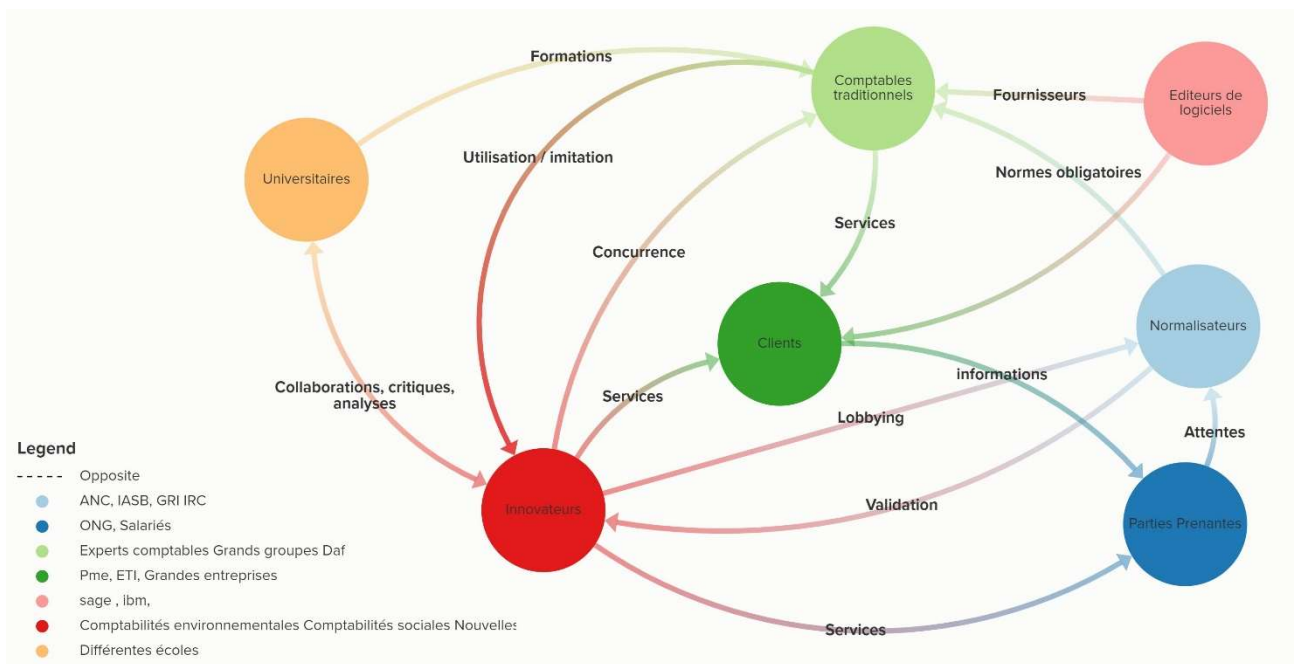 Formations
Comptables
traditionnels
Fournisseurs
Editeurs de
logiciels
Universitaires
Utilisation / imitation
Normes obligatoires
Services
Concurrence
Clients
Normalisateurs
informations
Collaborations, critiques,
analyses
Services
Lobbying
Attentes
Innovateurs
Validation
Parties Prenantes
Services
Legend
Opposite
ANC, IASB, GRI IRC
ONG, Salariés
Experts comptables Grands groupes Daf
Pme, ETI, Grandes entreprises
sage , ibm,
Comptabilités environnementales Comptabilités sociales Nouvelles
Différentes écoles